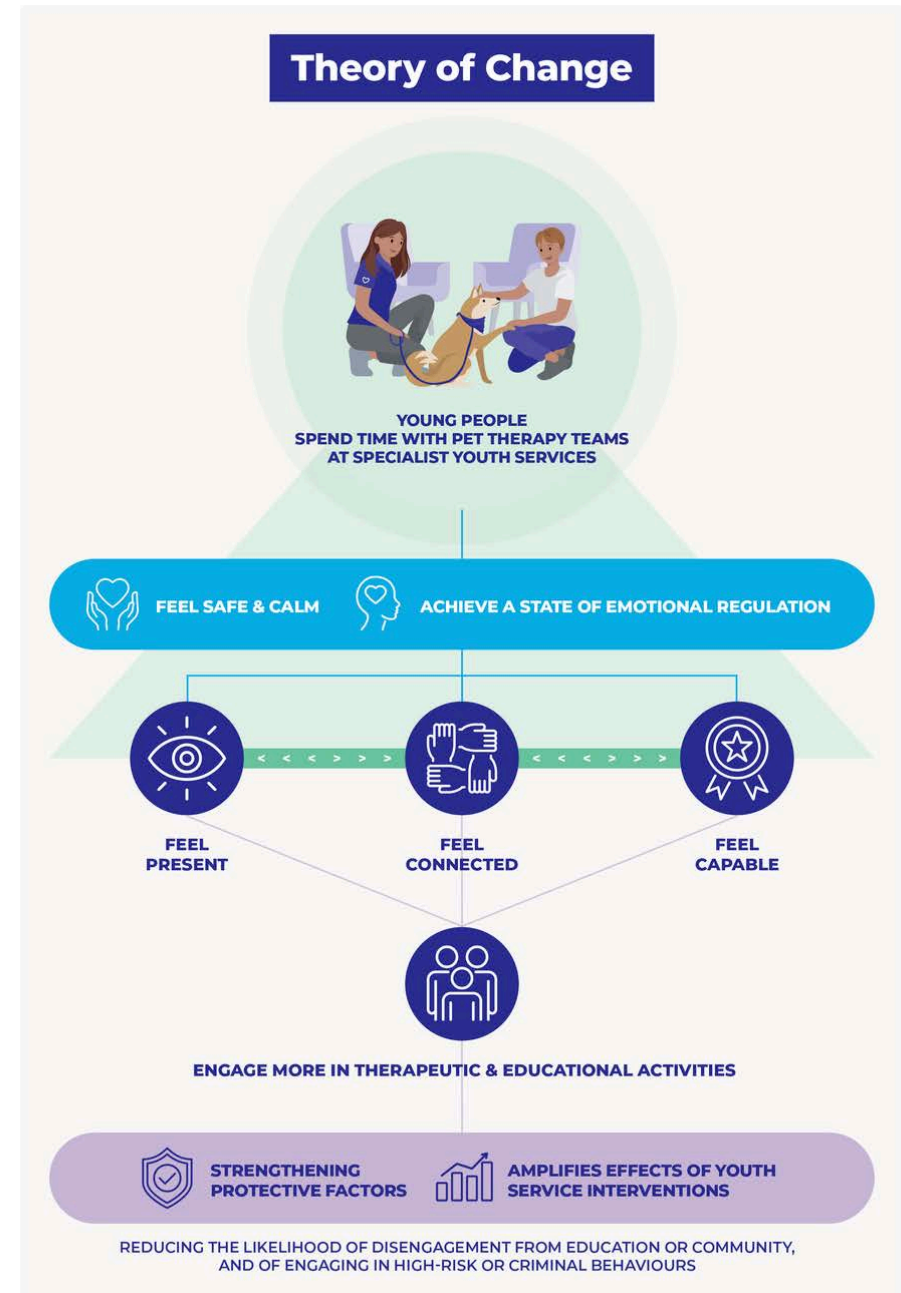 Theory of Change
YOUNG PEOPLE
SPEND TIME WITH PET THERAPY TEAMS
AT SPECIALIST YOUTH SERVICES
FEEL SAFE & CALM
ACHIEVE A STATE OF EMOTIONAL REGULATION
< < < > > >
< < < > > >
FEEL
PRESENT
FEEL
CONNECTED
FEEL
CAPABLE
ENGAGE MORE IN THERAPEUTIC & EDUCATIONAL ACTIVITIES
STRENGTHENING
PROTECTIVE FACTORS
AMPLIFIES EFFECTS OF YOUTH
SERVICE INTERVENTIONS
REDUCING THE LIKELIHOOD OF DISENGAGEMENT FROM EDUCATION OR COMMUNITY,
AND OF ENGAGING IN HIGH-RISK OR CRIMINAL BEHAVIOURS